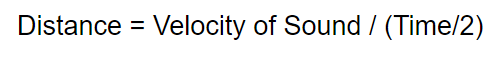 Distance = Velocity of Sound / (Time/2)